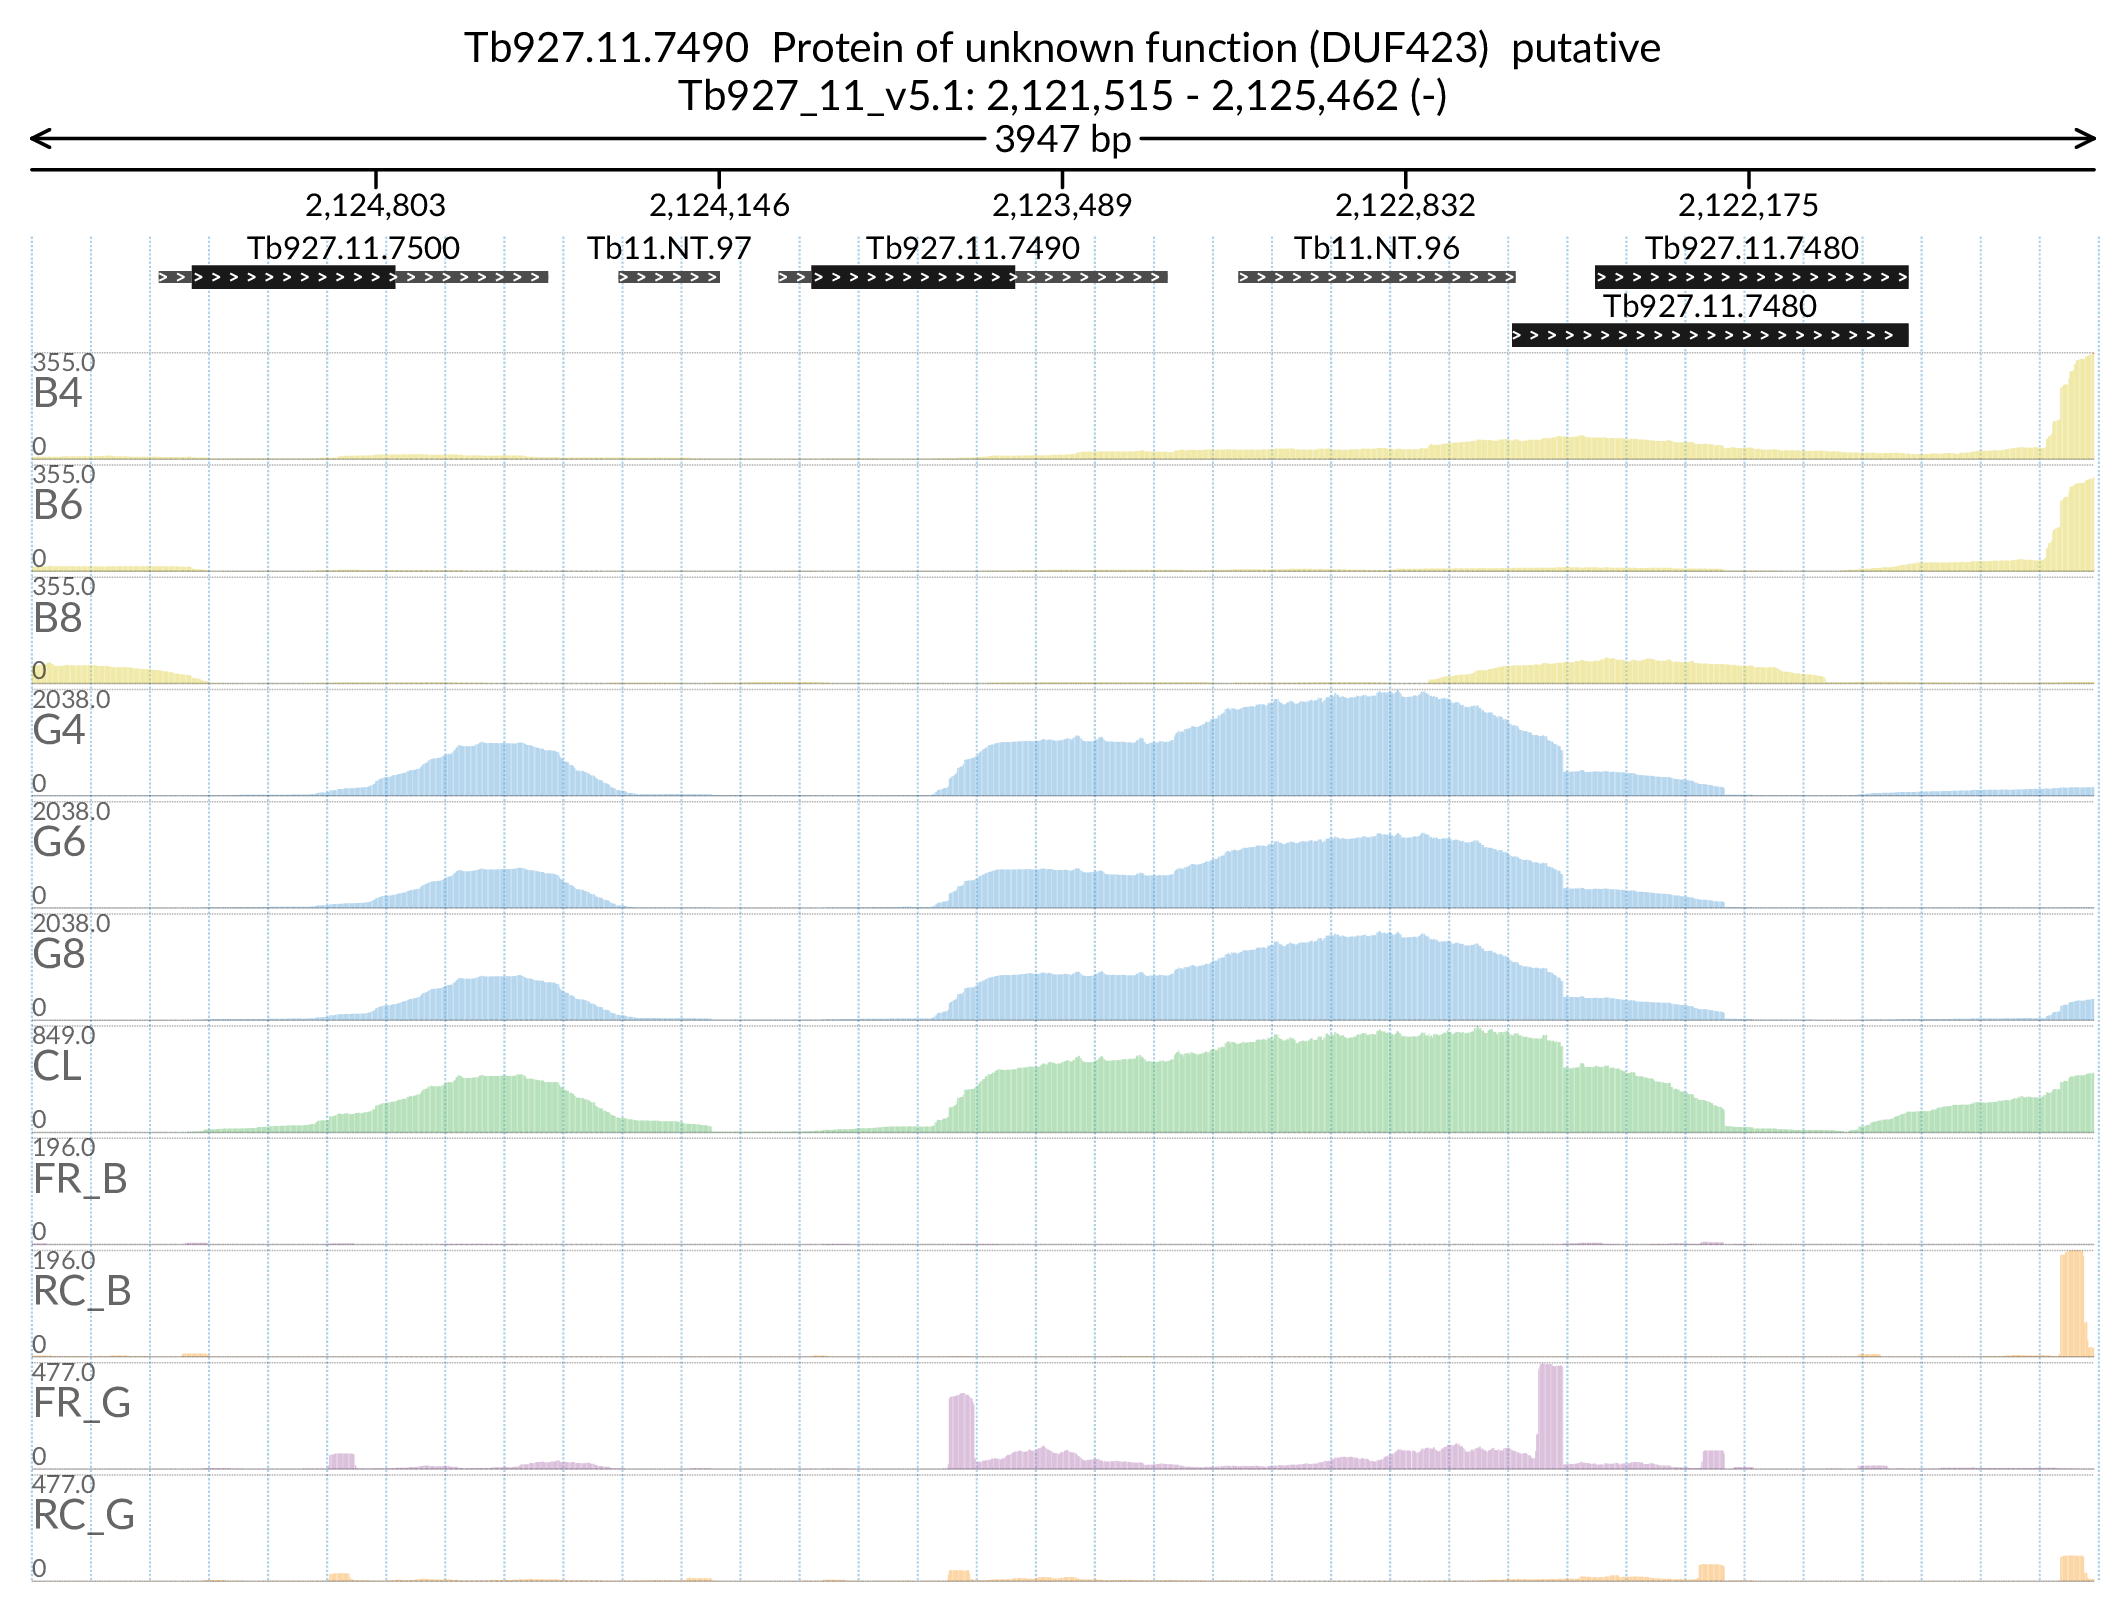 Tb927.11.7490 Protein of unknown function (DUF423) putative
Tb927_11_v5.1: 2,121,515 - 2,125,462 (-)
3947 bp
2,124,803 2,124,146 2,123,489 2,122,832 2,122,175
Tb927.11.7500 Tb11.NT.97 Tb927.11.7490 Tb11.NT.96 Tb927.11.7480
Tb927.11.7480
355.0
B4
0
355.0
B6
0
355.0
B8
0
2038.0
G4
0
2038.0
G6
0
2038.0
G8
0
849.0
CL
0
196.0
FR_B
0
196.0
RC_B
0
477.0
FR_G
0
477.0
RC_G
0